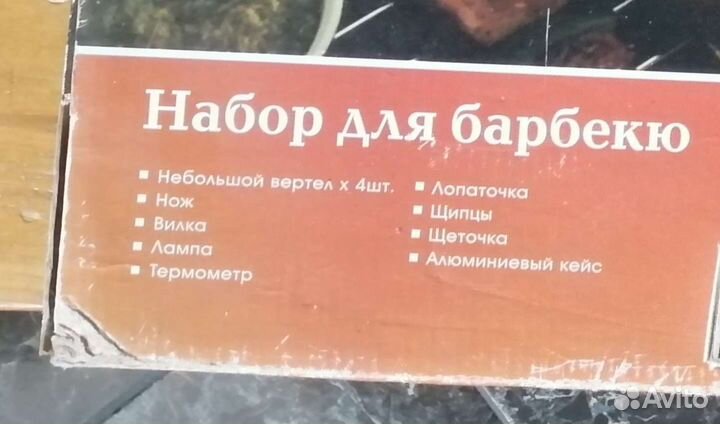 Набор для барбекю
Небольшой вертел х 4шт.
Нож
Вилка
Лампа
Термометр
Лопаточка
Щипцы
Щеточка
Алюминиевый кейс
Avito